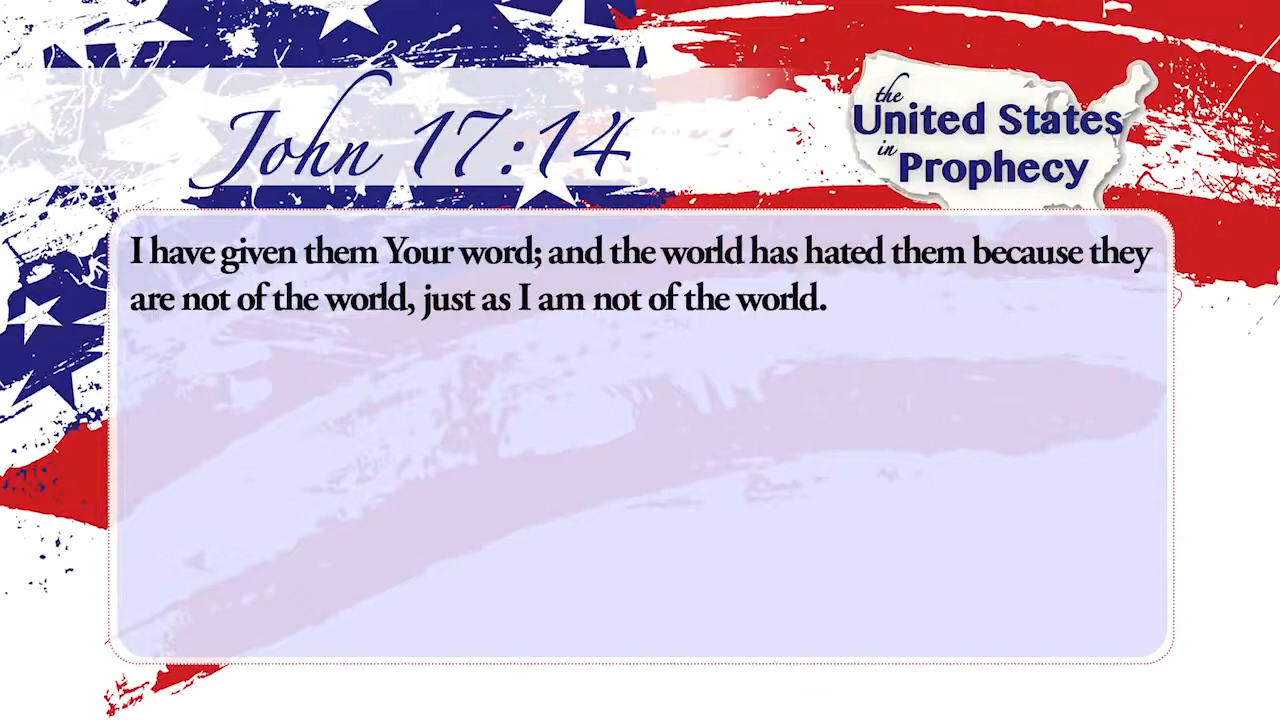 John 17:14
the
United States
in
Prophecy
I have given them Your word; and the world has hated them because they
are not of the world, just as I am not of the world.